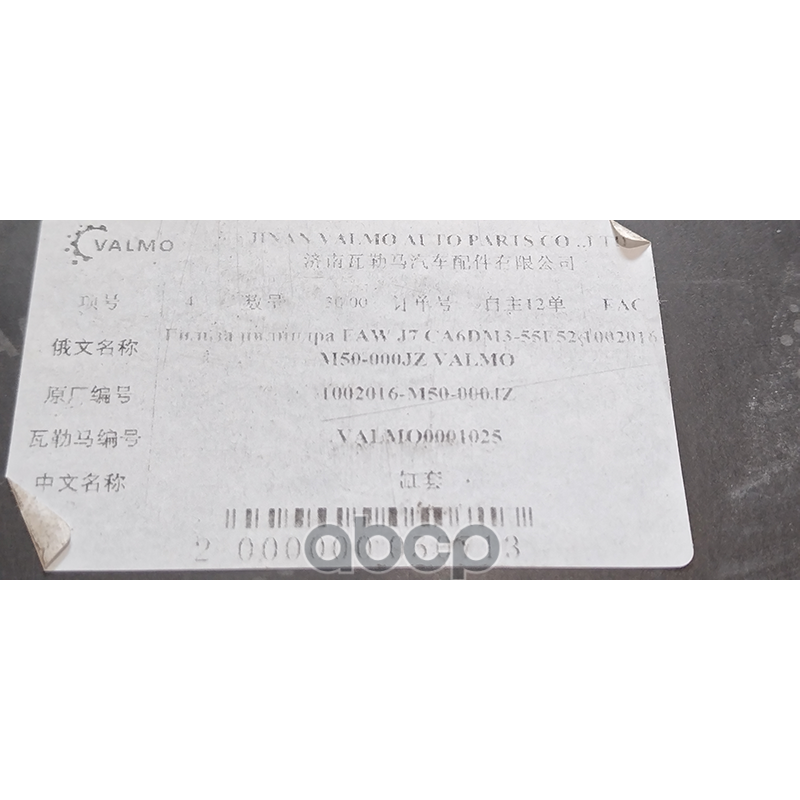 VALMO
JINAN VALMO AUTO PARTS CO.,LTD
济南瓦勒马汽车配件有限公司
项号 4 数量 订单号 自主12单 EAC
俄文名称 Гильза цилиндра FAW J7 CA6DM3-55E52 1002016
M50-000JZ VALMO
原厂编号 1002016-M50-000JZ
瓦勒马编号 VALMO0001025
中文名称 缸套
abcp